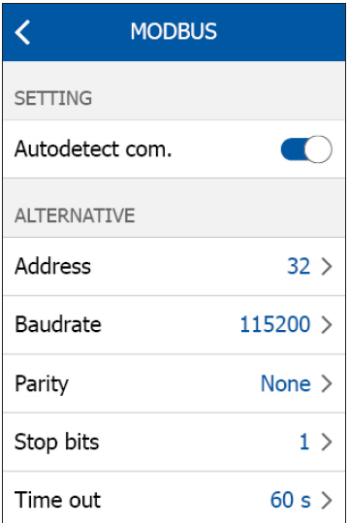 MODBUS
SETTING
Autodetect com.
ALTERNATIVE
Address 32
Baudrate 115200
Parity None
Stop bits 1
Time out 60 s